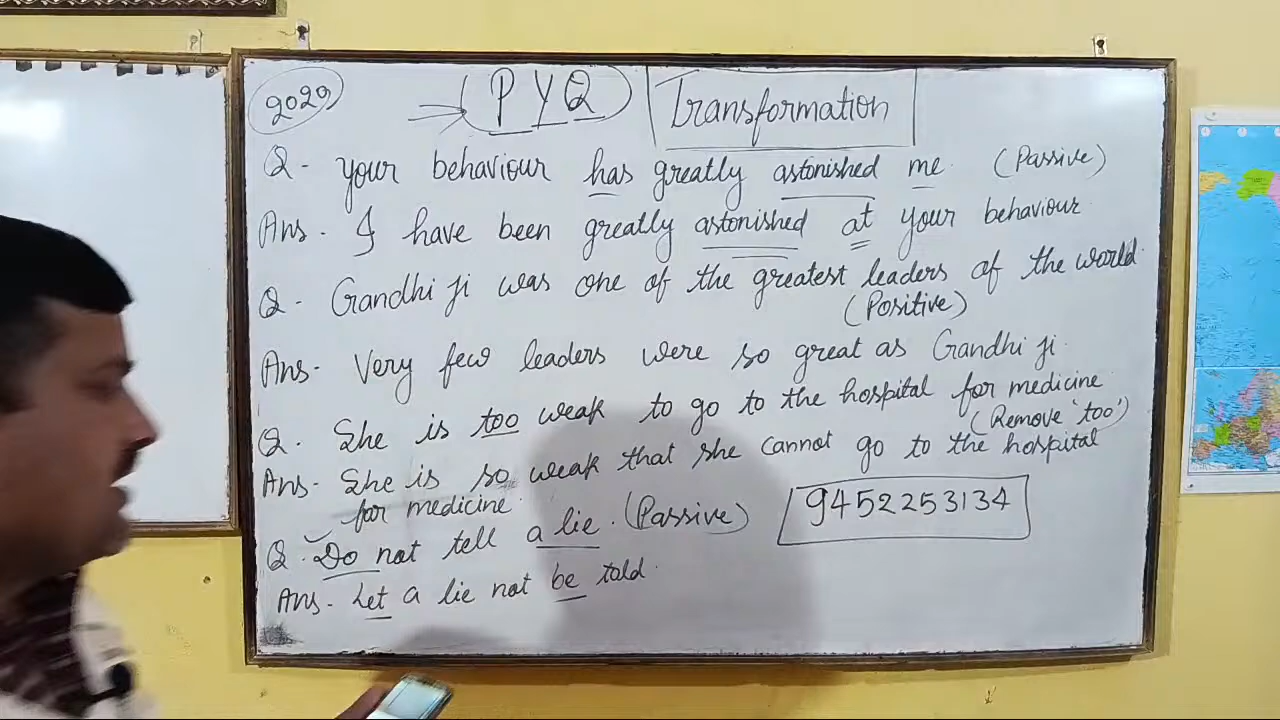 2029
PYQ
Transformation
Q - your behaviour has greatly astonished me. (Passive)
Ans - I have been greatly astonished at your behaviour.
Q - Gandhi ji was one of the greatest leaders of the world.
(Positive)
Ans - Very few leaders were so great as Gandhi ji.
Q. She is too weak to go to the hospital for medicine.
(Remove 'too')
Ans - She is so weak that she cannot go to the hospital
for medicine.
Q. Do not tell a lie. (Passive)
9452253134
Ans - Let a lie not be told.